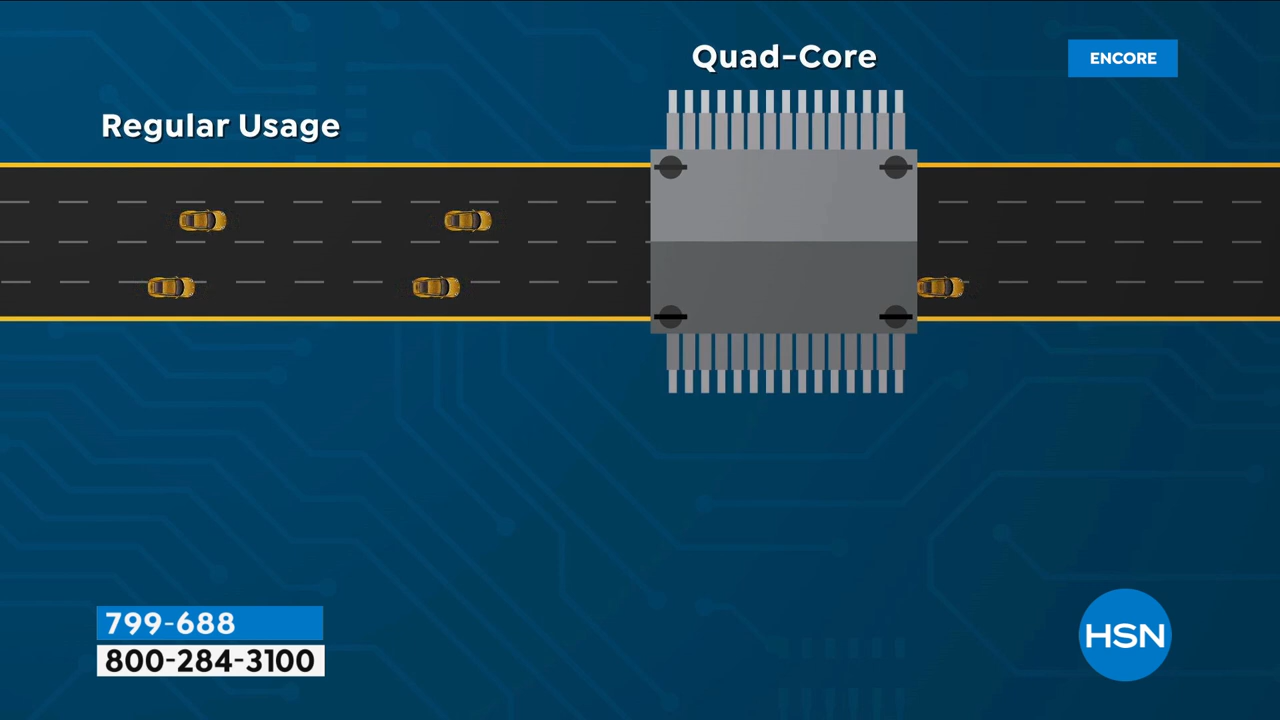 Quad-Core
ENCORE
Regular Usage
799-688
800-284-3100
HSN